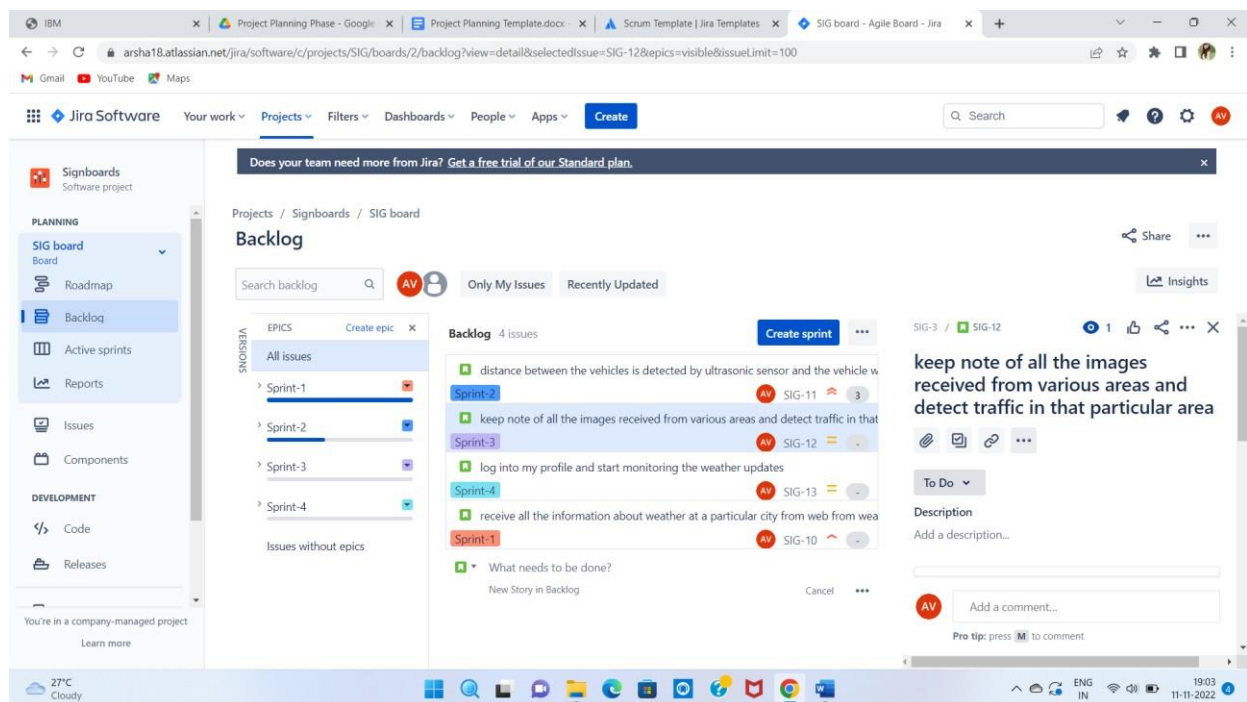 IBM
Project Planning Phase - Google
Project Planning Template.docx
Scrum Template | Jira Templates
SIG board - Agile Board - Jira
arsha18.atlassian.net/jira/software/c/projects/SIG/boards/2/backlog?view=detail&selectedIssue=SIG-12&epics=visible&issueLimit=100
Gmail YouTube Maps
Jira Software Your work Projects Filters Dashboards People Apps Create Search AV
Does your team need more from Jira? Get a free trial of our Standard plan.
Signboards
Software project
PLANNING
SIG board
Board
Roadmap
Backlog
Active sprints
Reports
Issues
Components
DEVELOPMENT
Code
Releases
You're in a company-managed project
Learn more
Projects / Signboards / SIG board
Backlog
Share
Search backlog AV Only My Issues Recently Updated Insights
VERSIONS
EPICS Create epic
All issues
Sprint-1
Sprint-2
Sprint-3
Sprint-4
Issues without epics
Backlog 4 issues Create sprint
distance between the vehicles is detected by ultrasonic sensor and the vehicle w
Sprint-2 AV SIG-11 3
keep note of all the images received from various areas and detect traffic in that
Sprint-3 AV SIG-12 -
log into my profile and start monitoring the weather updates
Sprint-4 AV SIG-13 -
receive all the information about weather at a particular city from web from wea
Sprint-1 AV SIG-10 -
What needs to be done?
New Story in Backlog Cancel
SIG-3 / SIG-12 1
keep note of all the images
received from various areas and
detect traffic in that particular area
To Do
Description
Add a description...
AV Add a comment...
Pro tip: press M to comment
27°C
Cloudy
ENG
IN
19:03
11-11-2022
4